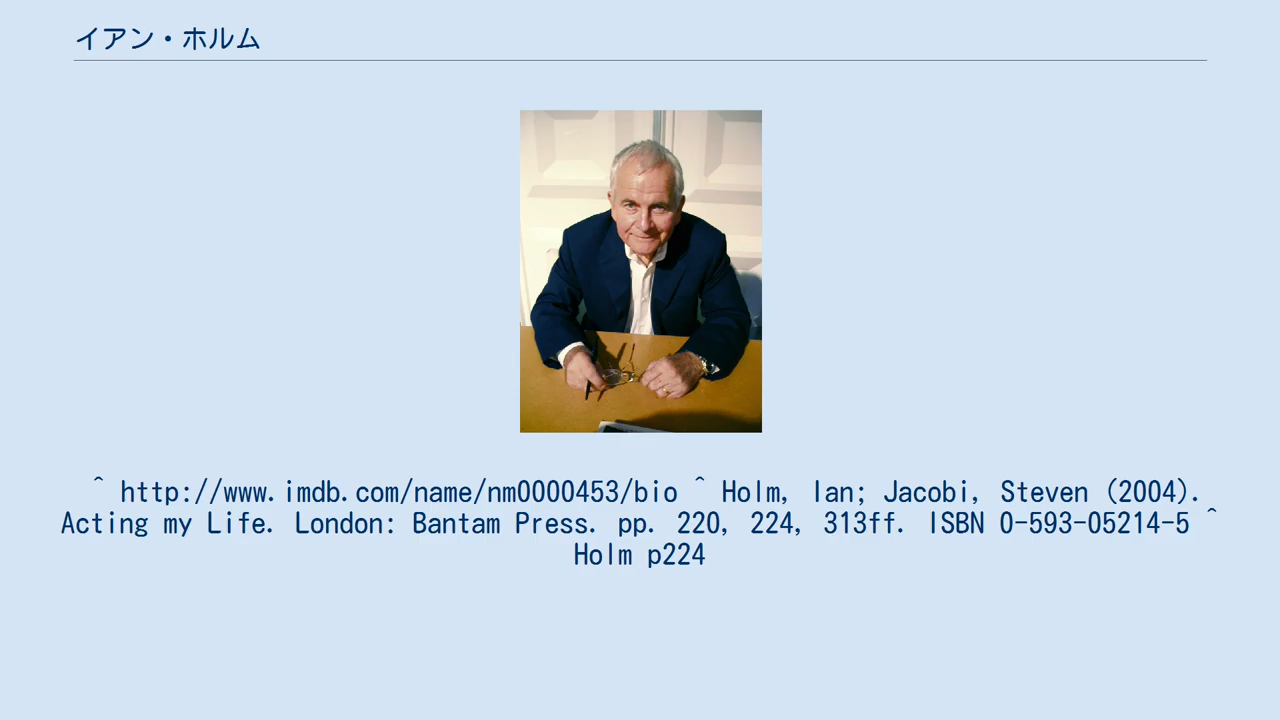 イアン・ホルム
^ http://www.imdb.com/name/nm0000453/bio ^ Holm, Ian; Jacobi, Steven (2004).
Acting my Life. London: Bantam Press. pp. 220, 224, 313ff. ISBN 0-593-05214-5 ^
Holm p224